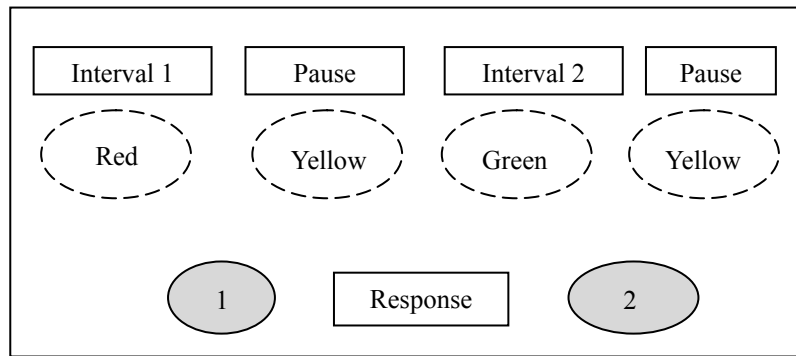 Interval 1 Pause Interval 2 Pause
Red Yellow Green Yellow
1 Response 2